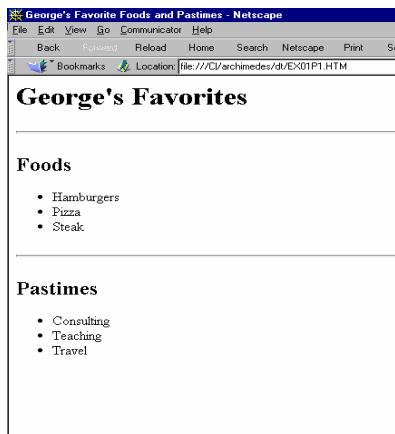 George's Favorite Foods and Pastimes - Netscape
File Edit View Go Communicator Help
Back Forward Reload Home Search Netscape Print
Bookmarks Location: file:///C|/archimedes/dt/EX01P1.HTM
George's Favorites
Foods
• Hamburgers
• Pizza
• Steak
Pastimes
• Consulting
• Teaching
• Travel